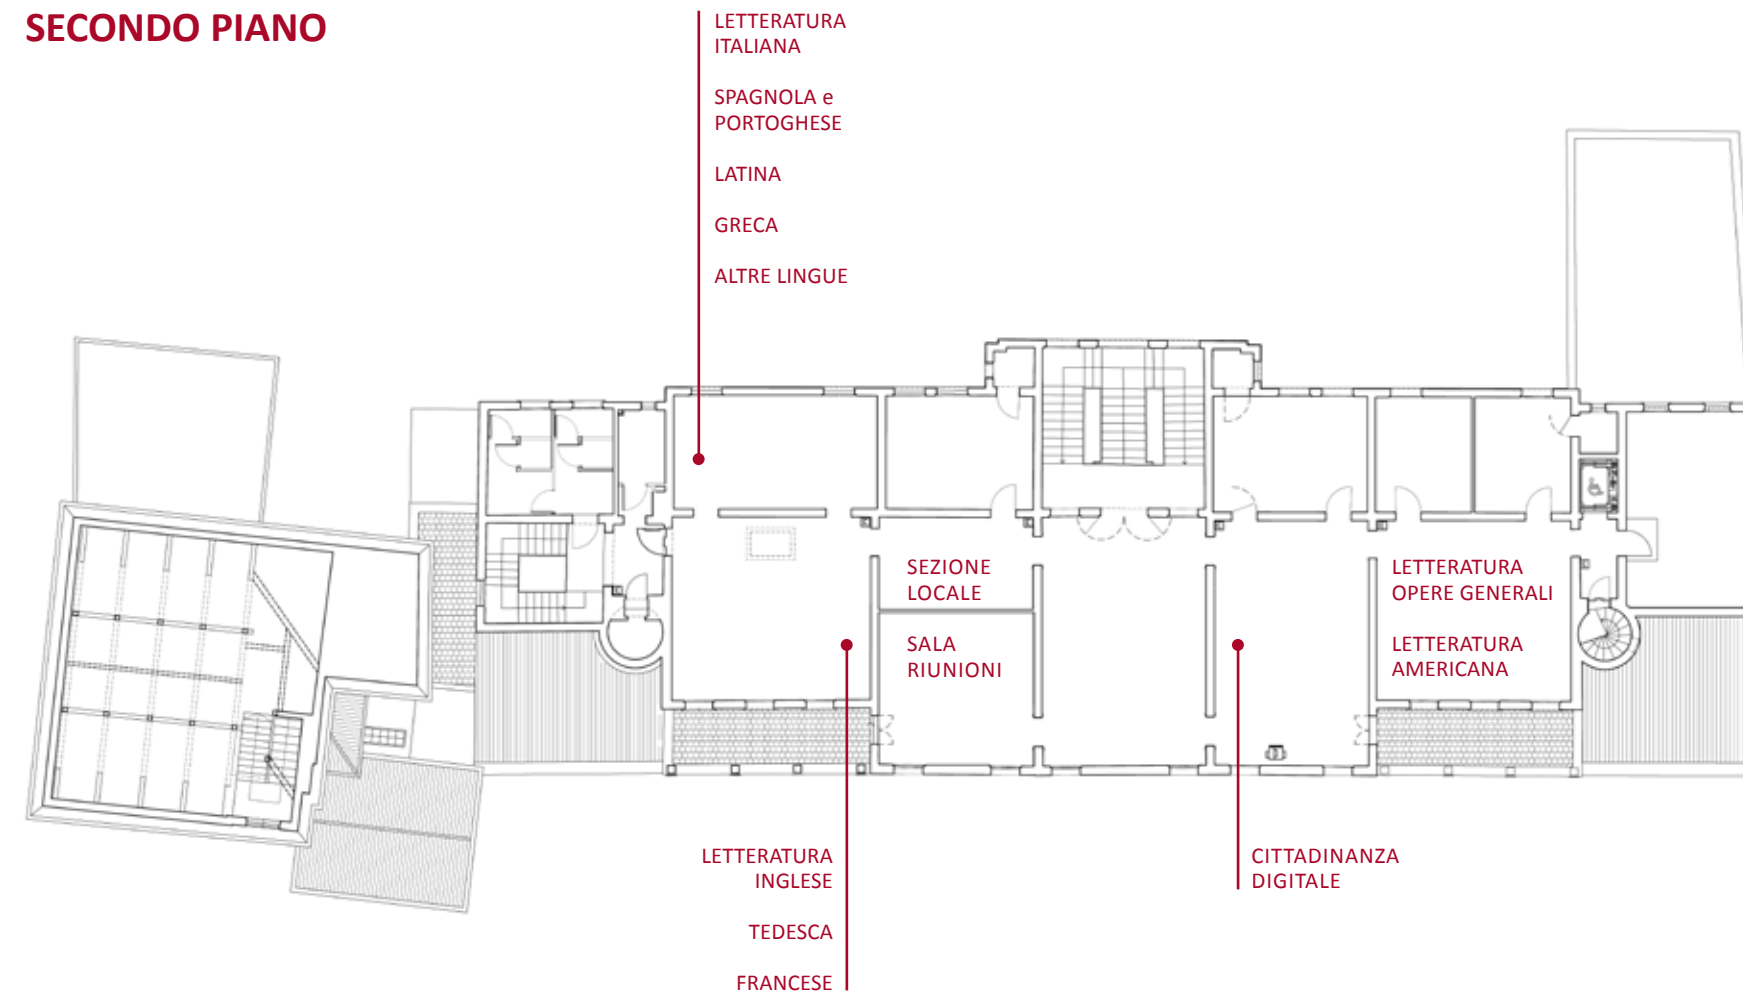 SECONDO PIANO
LETTERATURA
ITALIANA
SPAGNOLA e
PORTOGHESE
LATINA
GRECA
ALTRE LINGUE
SEZIONE
LOCALE
SALA
RIUNIONI
LETTERATURA
OPERE GENERALI
LETTERATURA
AMERICANA
LETTERATURA
INGLESE
TEDESCA
FRANCESE
CITTADINANZA
DIGITALE